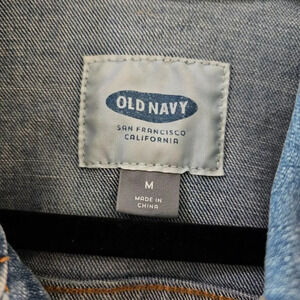 OLD NAVY
SAN FRANCISCO
CALIFORNIA
M
MADE IN
CHINA